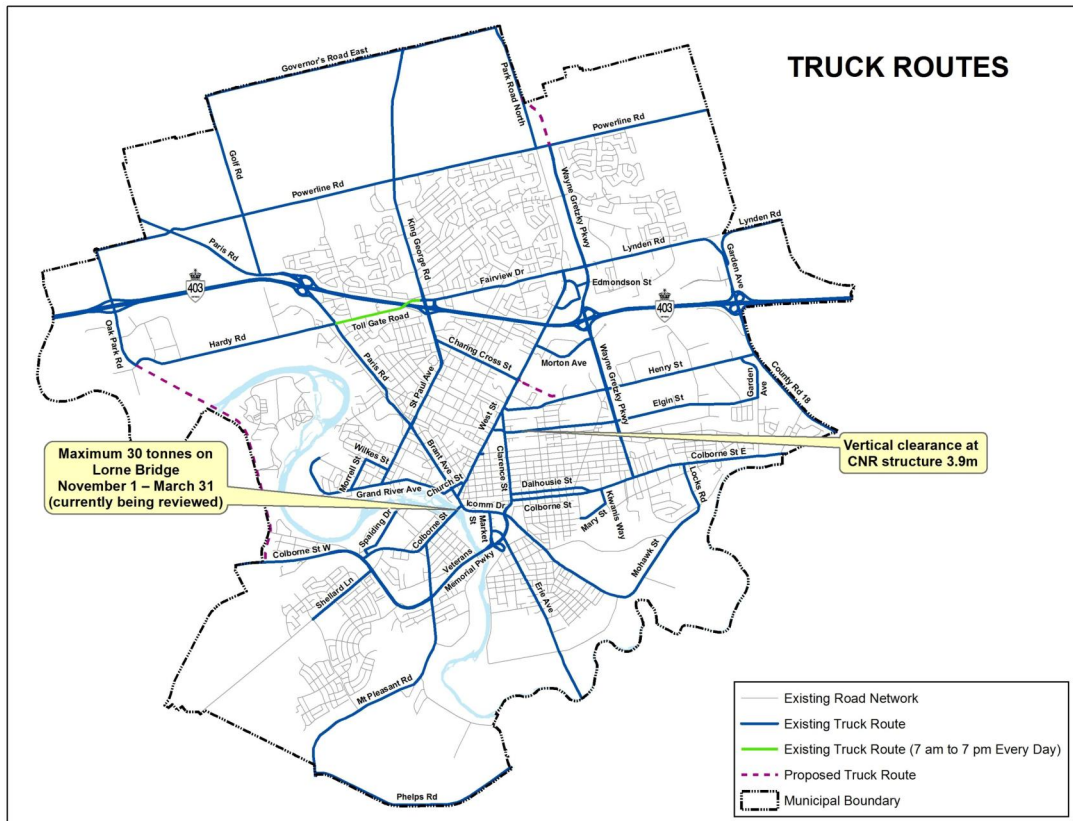 TRUCK ROUTES
Governor's Road East
Park Road North
Golf Rd
Powerline Rd
Powerline Rd
King George Rd
Wayne Gretzky Pkwy
Lynden Rd
Lynden Rd
Garden Ave
Paris Rd
Fairview Dr
Edmondson St
403
403
Oak Park Rd
Toll Gate Road
Hardy Rd
Paris Rd
Charing Cross St
Morton Ave
Wayne Gretzky Pkwy
County Rd 18
St Paul Ave
Henry St
Elgin St
Garden
Ave
West St
Maximum 30 tonnes on
Lorne Bridge
November 1 – March 31
(currently being reviewed)
Vertical clearance at
CNR structure 3.9m
Wilkes St
Morrell St
Brant Ave
Clarence St
Colborne St E
Grand River Ave
Church St
Dalhousie St
Locks Rd
Icomm Dr
Colborne St
Spalding Dr
Colborne St
Market
St
Mary St
Kiwanis Way
Colborne St W
Veterans
Memorial Pwky
Mohawk St
Shellard Ln
Erie Ave
Mt Pleasant Rd
Phelps Rd
Existing Road Network
Existing Truck Route
Existing Truck Route (7 am to 7 pm Every Day)
Proposed Truck Route
Municipal Boundary